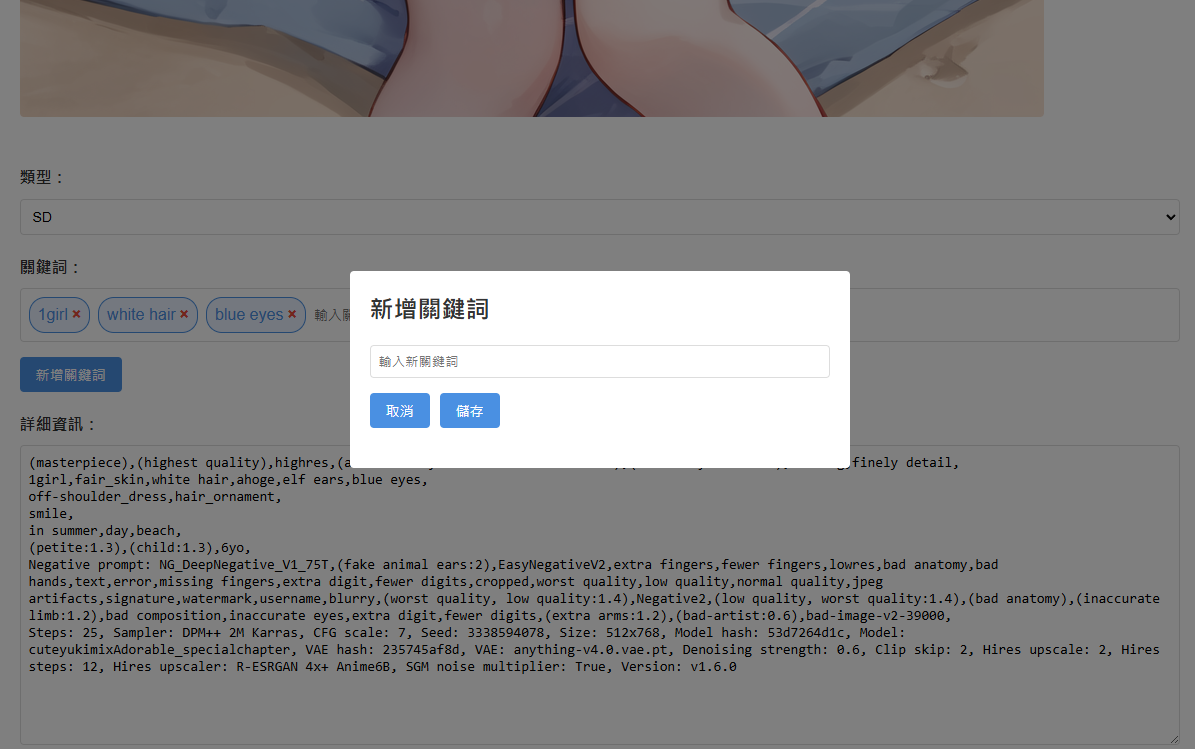 類型：
SD
關鍵詞：
1girl × white hair × blue eyes ×
新增關鍵詞
輸入新關鍵詞
取消 儲存
新增關鍵詞
詳細資訊：
(masterpiece),(highest quality),highres, finely detail,
1girl,fair_skin,white hair,ahoge,elf ears,blue eyes,
off-shoulder_dress,hair_ornament,
smile,
in summer,day,beach,
(petite:1.3),(child:1.3),6yo,
Negative prompt: NG_DeepNegative_V1_75T,(fake animal ears:2),EasyNegativeV2,extra fingers,fewer fingers,lowres,bad anatomy,bad
hands,text,error,missing fingers,extra digit,fewer digits,cropped,worst quality,low quality,normal quality,jpeg
artifacts,signature,watermark,username,blurry,(worst quality, low quality:1.4),Negative2,(low quality, worst quality:1.4),(bad anatomy),(inaccurate
limb:1.2),bad composition,inaccurate eyes,extra digit,fewer digits,(extra arms:1.2),(bad-artist:0.6),bad-image-v2-39000,
Steps: 25, Sampler: DPM++ 2M Karras, CFG scale: 7, Seed: 3338594078, Size: 512x768, Model hash: 53d7264d1c, Model:
cuteyukimixAdorable_specialchapter, VAE hash: 235745af8d, VAE: anything-v4.0.vae.pt, Denoising strength: 0.6, Clip skip: 2, Hires upscale: 2, Hires
steps: 12, Hires upscaler: R-ESRGAN 4x+ Anime6B, SGM noise multiplier: True, Version: v1.6.0